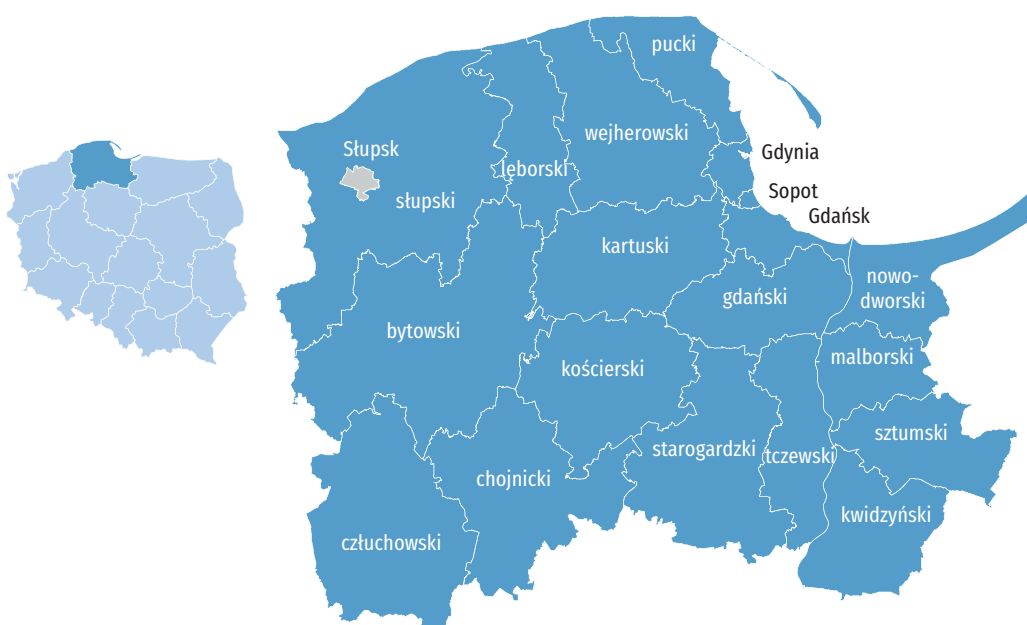 pucki
wejherowski
Gdynia
Słupsk
lęborski
Sopot
słupski
Gdańsk
kartuski
nowo-
dworski
gdański
bytowski
malborski
kościerski
sztumski
starogardzki
tczewski
chojnicki
kwidzyński
człuchowski